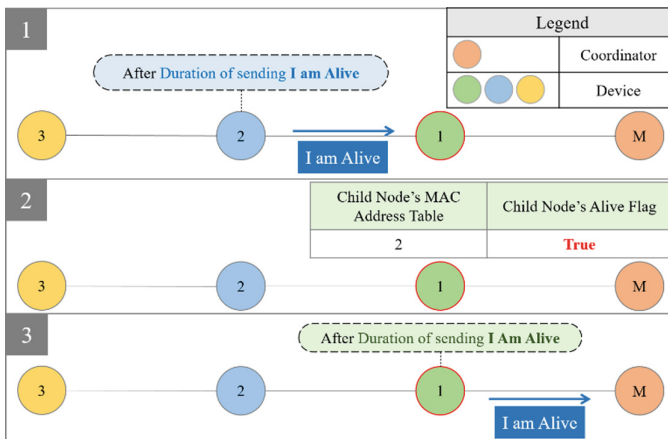 1
Legend
Coordinator
Device
After Duration of sending I am Alive
3
2
1
M
I am Alive
2
Child Node's MAC
Address Table
Child Node's Alive Flag
2
True
3
2
1
M
3
After Duration of sending I Am Alive
3
2
1
M
I am Alive